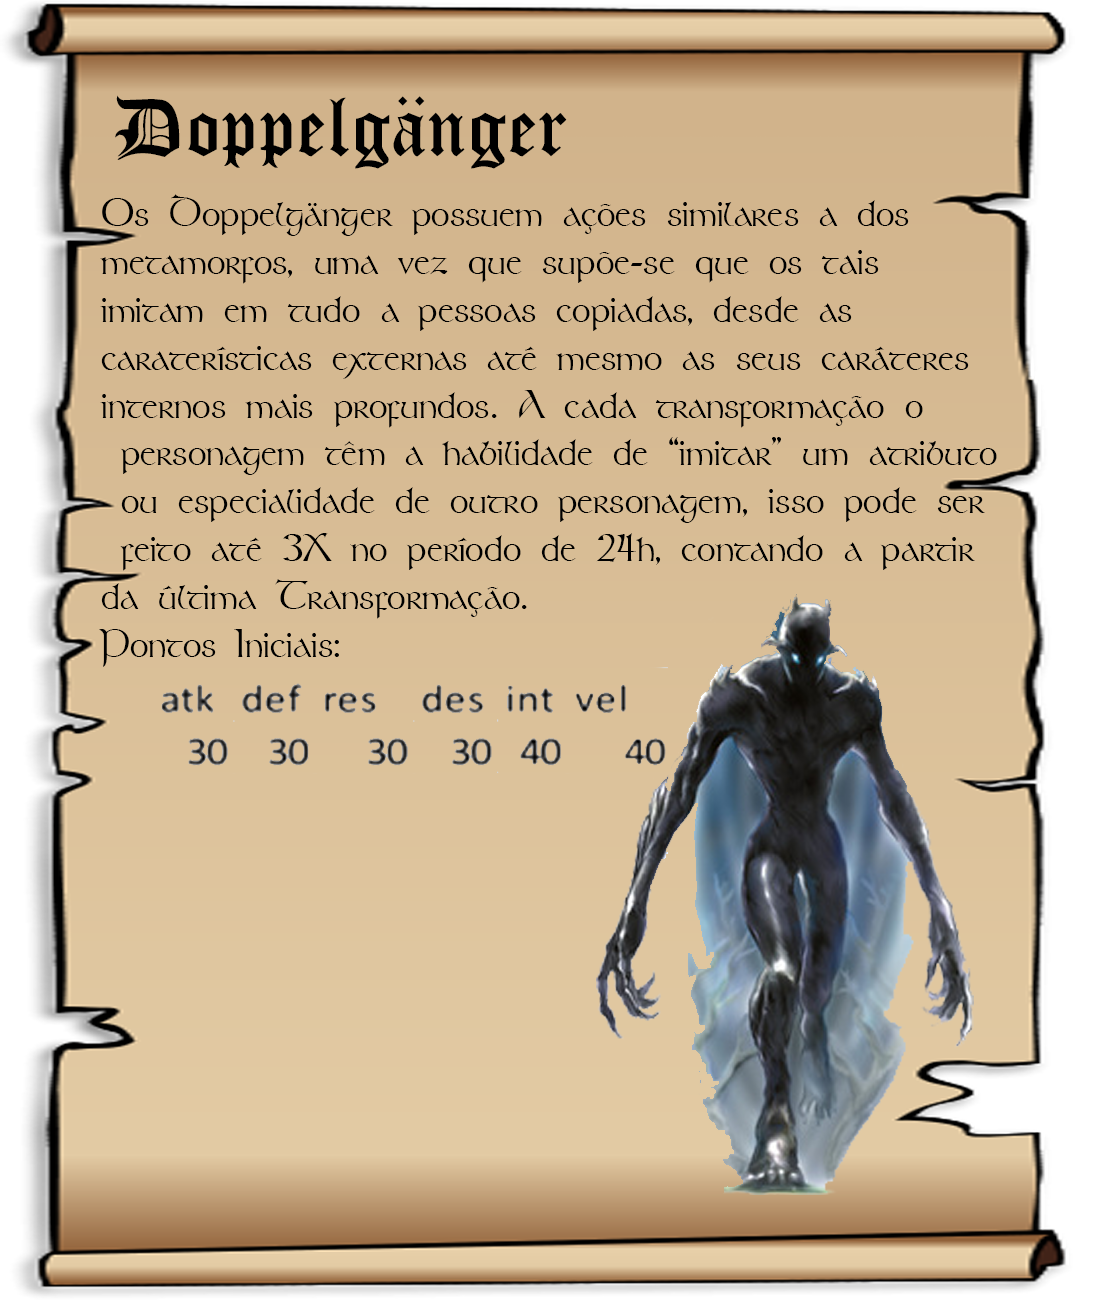 Doppelgänger
Os Doppelgänger possuem ações similares a dos
metamorfos, uma vez que supõe-se que os tais
imitam em tudo a pessoas copiadas, desde as
caraterísticas externas até mesmo as seus caráteres
internos mais profundos. A cada transformação o
personagem têm a habilidade de “imitar” um atributo
ou especialidade de outro personagem, isso pode ser
feito até 3X no período de 24h, contando a partir
da última Transformação.
Pontos Iniciais:
atk def res des int vel
30 30 30 30 40 40